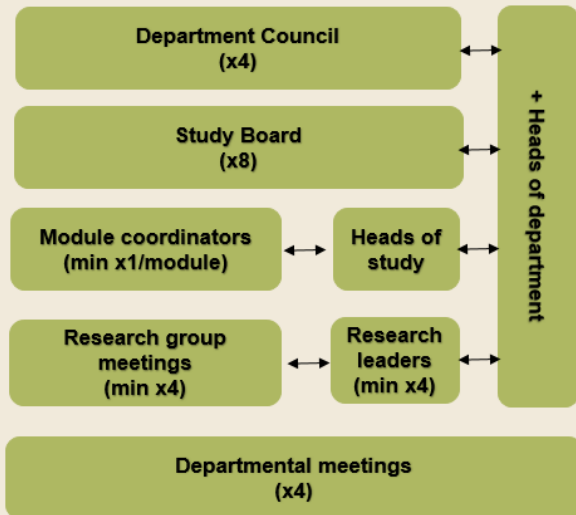 Department Council
(x4)
Study Board
(x8)
Module coordinators
(min x1/module)
Heads of
study
Research group
meetings
(min x4)
Research
leaders
(min x4)
+ Heads of department
Departmental meetings
(x4)